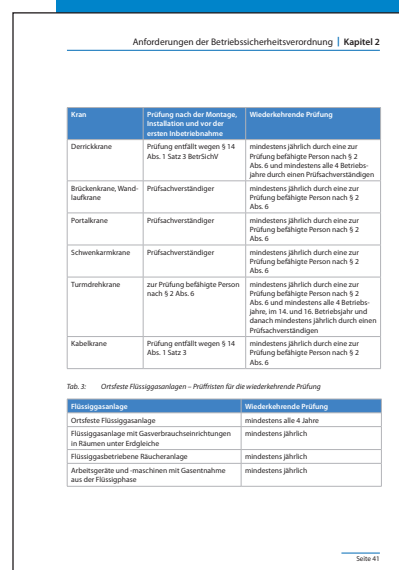 Anforderungen der Betriebssicherheitsverordnung | Kapitel 2
Kran
Prüfung nach der Montage,
Installation und vor der
ersten Inbetriebnahme
Wiederkehrende Prüfung
Derrickkrane
Prüfung entfällt wegen § 14
Abs. 1 Satz 3 BetrSichV
mindestens jährlich durch eine zur
Prüfung befähigte Person nach § 2
Abs. 6 und mindestens alle 4 Betriebs-
jahre durch einen Prüfsachverständigen
Brückenkrane, Wand-
laufkrane
Prüfsachverständiger
mindestens jährlich durch eine zur
Prüfung befähigte Person nach § 2
Abs. 6
Portalkrane
Prüfsachverständiger
mindestens jährlich durch eine zur
Prüfung befähigte Person nach § 2
Abs. 6
Schwenkarmkrane
Prüfsachverständiger
mindestens jährlich durch eine zur
Prüfung befähigte Person nach § 2
Abs. 6
Turmdrehkrane
zur Prüfung befähigte Person
nach § 2 Abs. 6
mindestens jährlich durch eine zur
Prüfung befähigte Person nach § 2
Abs. 6 und mindestens alle 4 Betriebs-
jahre, im 14. und 16. Betriebsjahr und
danach mindestens jährlich durch einen
Prüfsachverständigen
Kabelkrane
Prüfung entfällt wegen § 14
Abs. 1 Satz 3
mindestens jährlich durch eine zur
Prüfung befähigte Person nach § 2
Abs. 6
Tab. 3: Ortsfeste Flüssiggasanlagen – Prüffristen für die wiederkehrende Prüfung
Flüssiggasanlage
Wiederkehrende Prüfung
Ortsfeste Flüssiggasanlage
mindestens alle 4 Jahre
Flüssiggasanlage mit Gasverbrauchseinrichtungen
in Räumen unter Erdgleiche
mindestens jährlich
Flüssiggasbetriebene Räucheranlage
mindestens jährlich
Arbeitsgeräte und -maschinen mit Gasentnahme
aus der Flüssigphase
mindestens jährlich
Seite 41